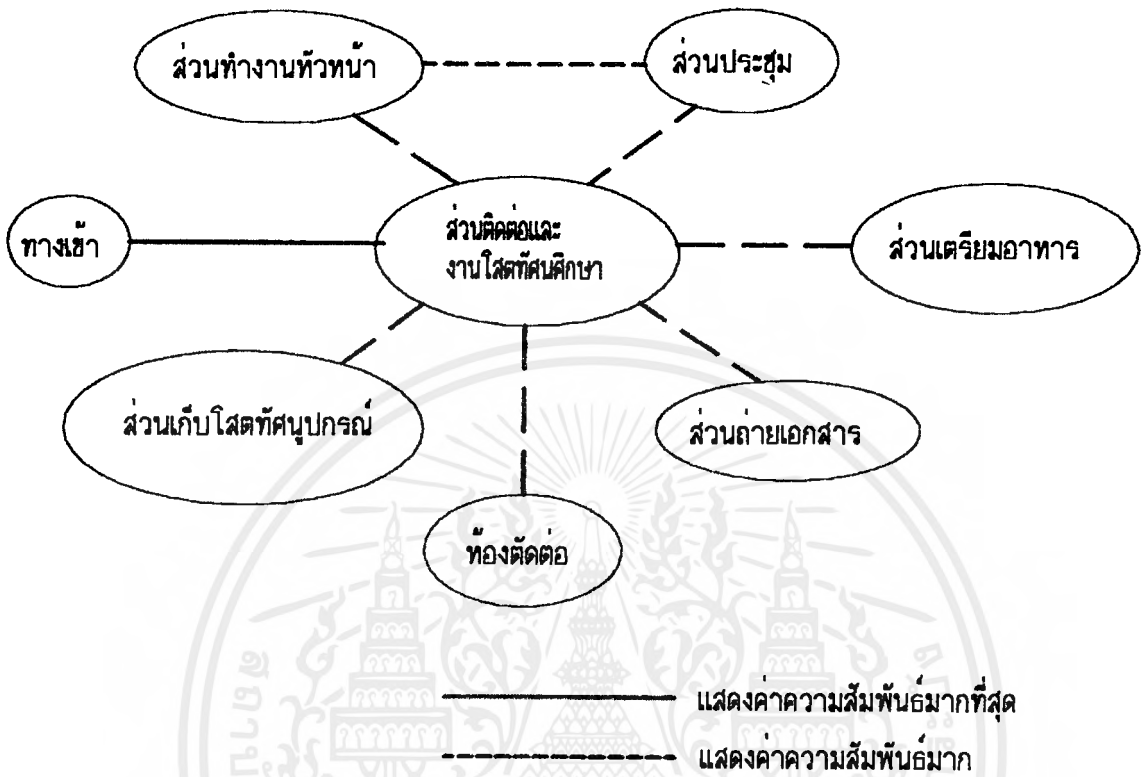 ส่วนทำงานหัวหน้า
ส่วนประชุม
ทางเข้า
ส่วนติดต่อและ
งานโสตทัศนศึกษา
ส่วนเตรียมอาหาร
ส่วนเก็บโสตทัศนูปกรณ์
ส่วนถ่ายเอกสาร
ห้องตัดต่อ
แสดงค่าความสัมพันธ์มากที่สุด
แสดงค่าความสัมพันธ์มาก